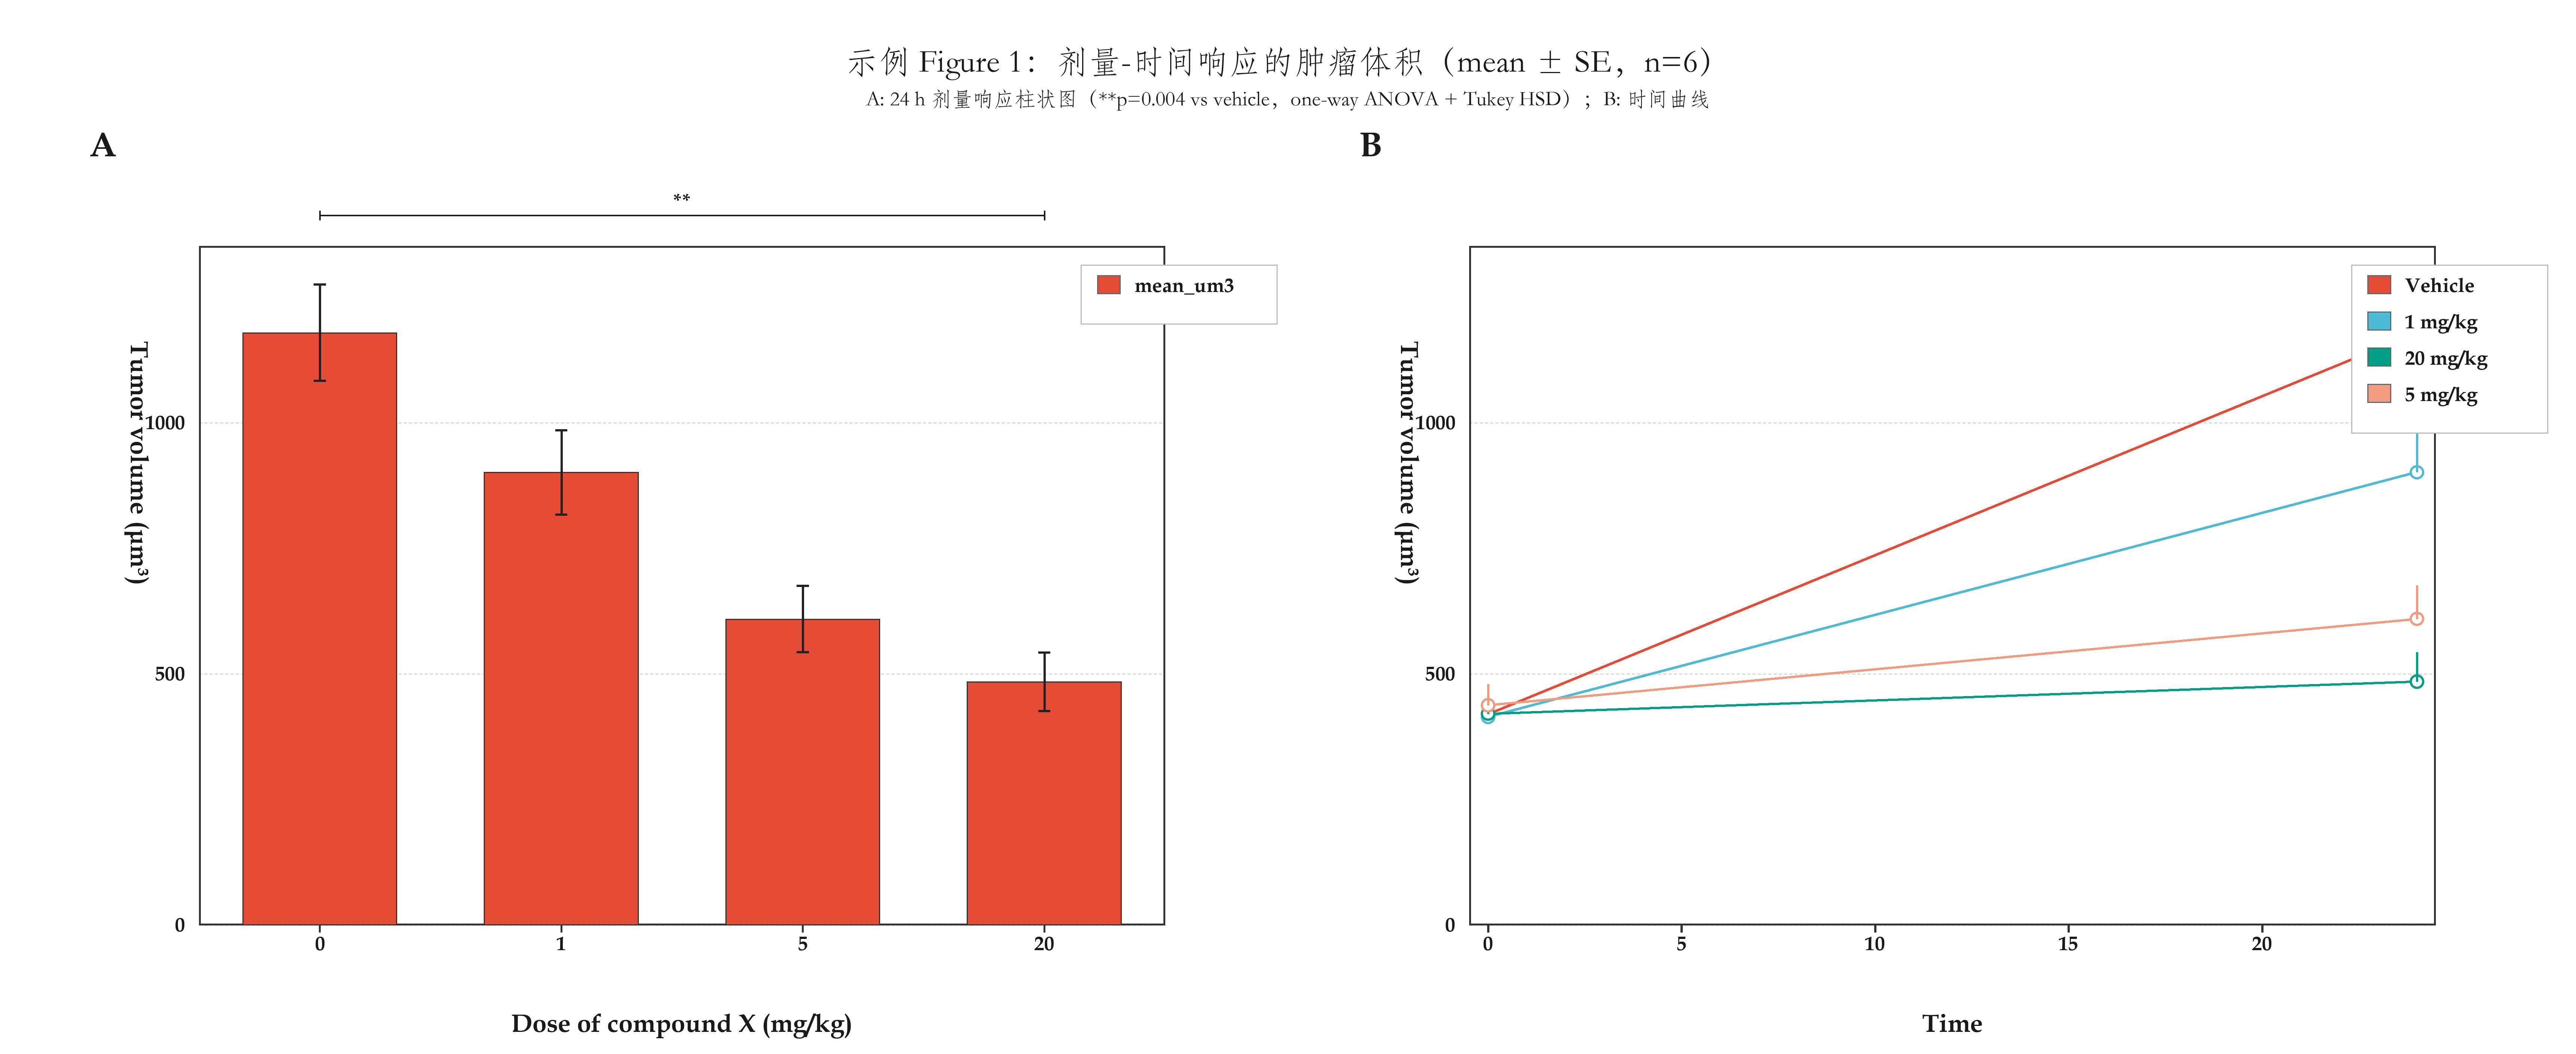 示例 Figure 1：剂量-时间响应的肿瘤体积（mean ± SE，n=6）
A: 24 h 剂量响应柱状图（**p=0.004 vs vehicle，one-way ANOVA + Tukey HSD）；B: 时间曲线
A
**
mean_um3
Tumor volume (μm³)
1000
500
0
0
1
5
20
Dose of compound X (mg/kg)
B
Vehicle
1 mg/kg
20 mg/kg
5 mg/kg
Tumor volume (μm³)
1000
500
0
0
5
10
15
20
Time